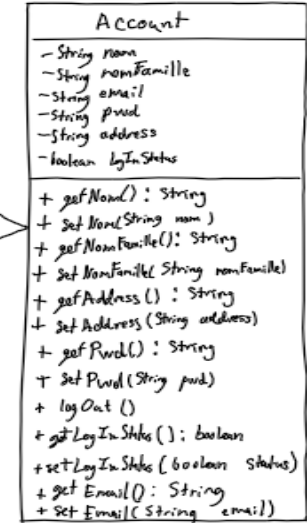 Account
- String nom
- String nomFamille
- String email
- String pwd
- String address
- boolean logInStatus
+ getNom() : String
+ set Nom(String nom)
+ getNomFamille(): String
+ set NomFamille( String nomFamille)
+ getAddress () : String
+ set Address (String address)
+ getPwd() : String
+ set Pwd(String pwd)
+ logOut ()
+ getLogInStatus () : boolean
+ setLogInStatus (boolean status)
+ get Email() : String
+ set Email( String email)